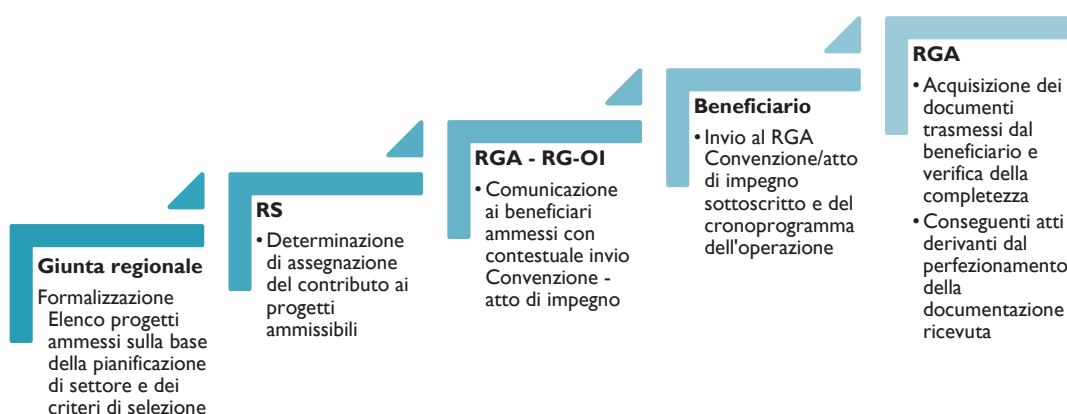 Giunta regionale
Formalizzazione
Elenco progetti
ammessi sulla base
della pianificazione
di settore e dei
criteri di selezione
RS
• Determinazione
di assegnazione
del contributo ai
progetti
ammissibili
RGA - RG-OI
• Comunicazione
ai beneficiari
ammessi con
contestuale invio
Convenzione -
atto di impegno
Beneficiario
• Invio al RGA
Convenzione/atto
di impegno
sottoscritto e del
cronoprogramma
dell'operazione
RGA
• Acquisizione dei
documenti
trasmessi dal
beneficiario e
verifica della
completezza
• Conseguenti atti
derivanti dal
perfezionamento
della
documentazione
ricevuta